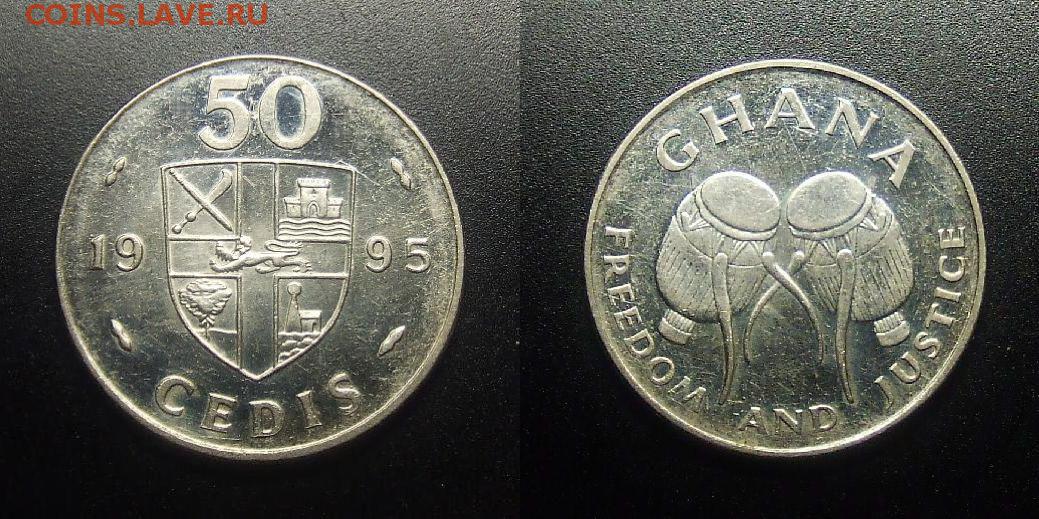 COINS.LAVE.RU
50
19 95
CEDIS
GHANA
FREEDOM AND JUSTICE